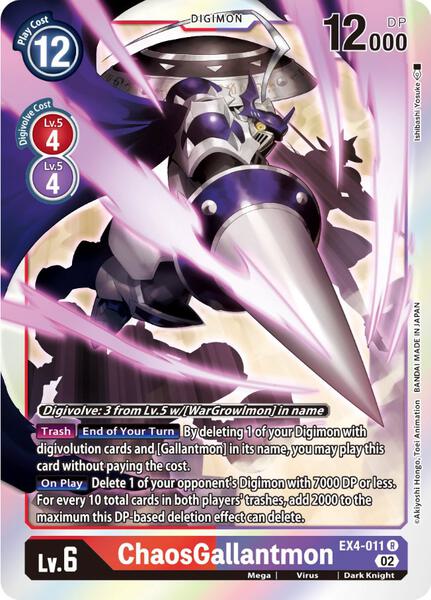 Play Cost
12
DIGIMON
DP
12000
Digivolve Cost
Lv.5
4
Lv.5
4
Ishibashi Yosuke
©Akiyoshi Hongo, Toei Animation BANDAI MADE IN JAPAN
Digivolve: 3 from Lv.5 w/[WarGrowlmon] in name
Trash End of Your Turn By deleting 1 of your Digimon with
digivolution cards and [Gallantmon] in its name, you may play this
card without paying the cost.
On Play Delete 1 of your opponent's Digimon with 7000 DP or less.
For every 10 total cards in both players' trashes, add 2000 to the
maximum this DP-based deletion effect can delete.
Lv.6 ChaosGallantmon EX4-011 R
02
Mega | Virus | Dark Knight